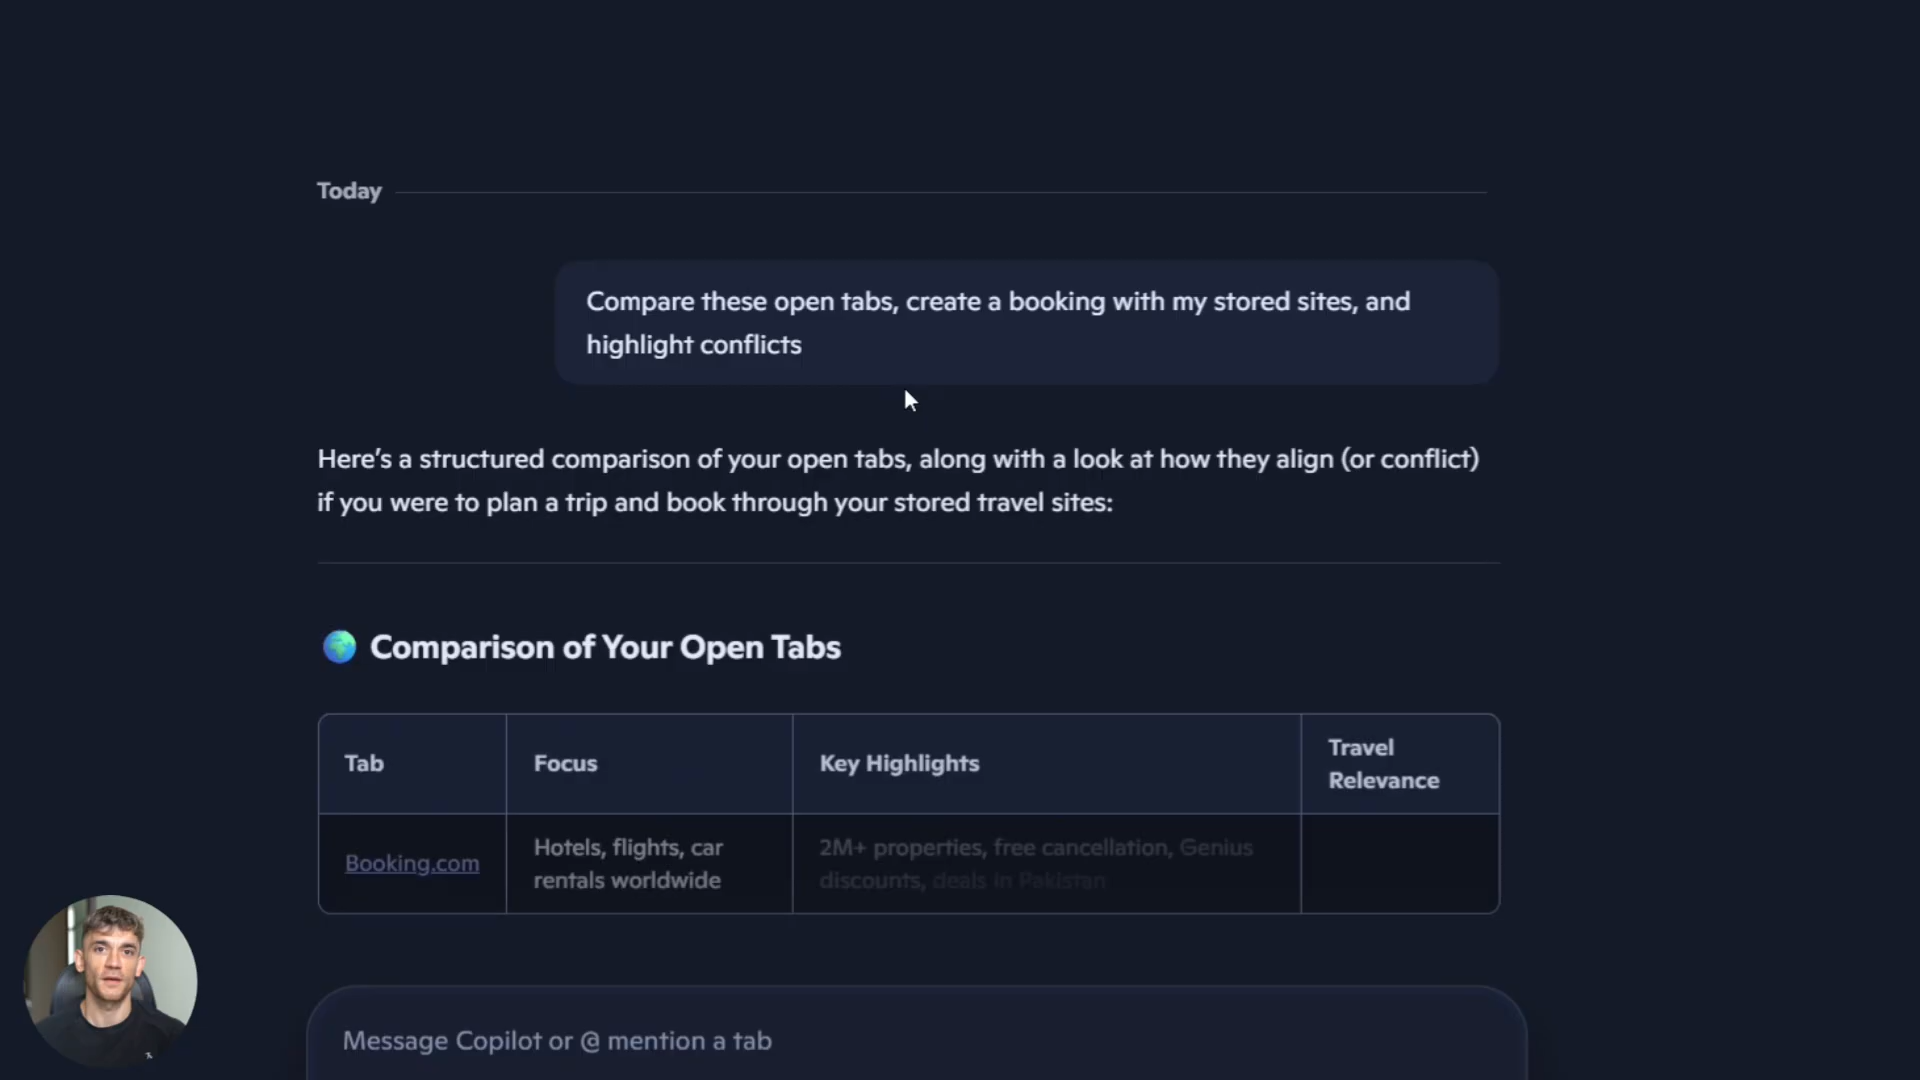 Today
Compare these open tabs, create a booking with my stored sites, and
highlight conflicts
Here's a structured comparison of your open tabs, along with a look at how they align (or conflict)
if you were to plan a trip and book through your stored travel sites:
Comparison of Your Open Tabs
Tab
Focus
Key Highlights
Travel
Relevance
Booking.com
Hotels, flights, car
rentals worldwide
2M+ properties, free cancellation, Genius
discounts, deals in Pakistan
Message Copilot or @ mention a tab